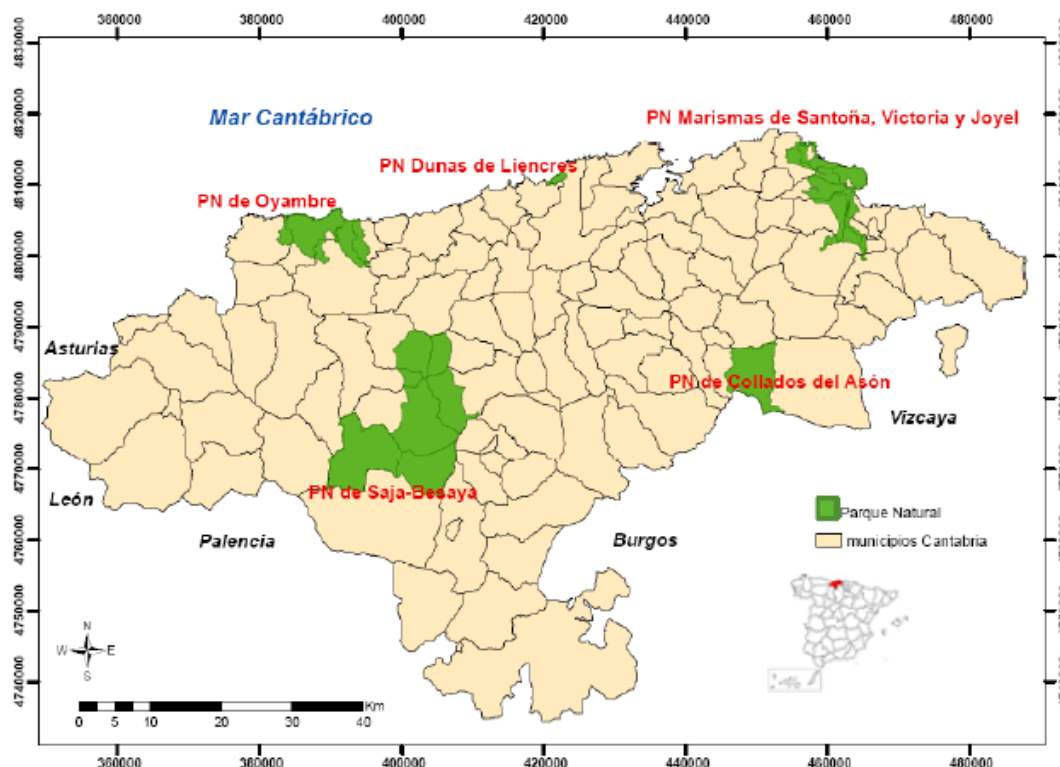 360000 380000 400000 420000 440000 460000 480000
4830000
4820000
4810000
4800000
4790000
4780000
4770000
4760000
4750000
4740000
Mar Cantábrico
PN Marismas de Santoña, Victoria y Joyel
PN Dunas de Liencres
PN de Oyambre
Asturias
PN de Collados del Asón
Vizcaya
León
PN de Saja-Besaya
Palencia
Burgos
Parque Natural
municipios Cantabria
N
W E
S
Km
0 5 10 20 30 40
360000 380000 400000 420000 440000 460000 480000